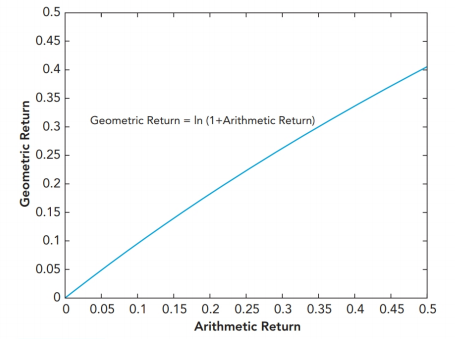 0.5
0.45
0.4
0.35
0.3
0.25
0.2
0.15
0.1
0.05
0
Geometric Return
Geometric Return = ln (1+Arithmetic Return)
0 0.05 0.1 0.15 0.2 0.25 0.3 0.35 0.4 0.45 0.5
Arithmetic Return